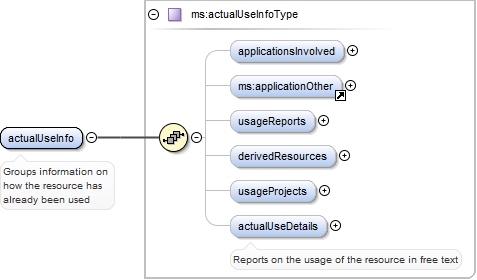 ms:actualUseInfoType
applicationsInvolved
ms:applicationOther
usageReports
actualUseInfo
Groups information on
how the resource has
already been used
derivedResources
usageProjects
actualUseDetails
Reports on the usage of the resource in free text